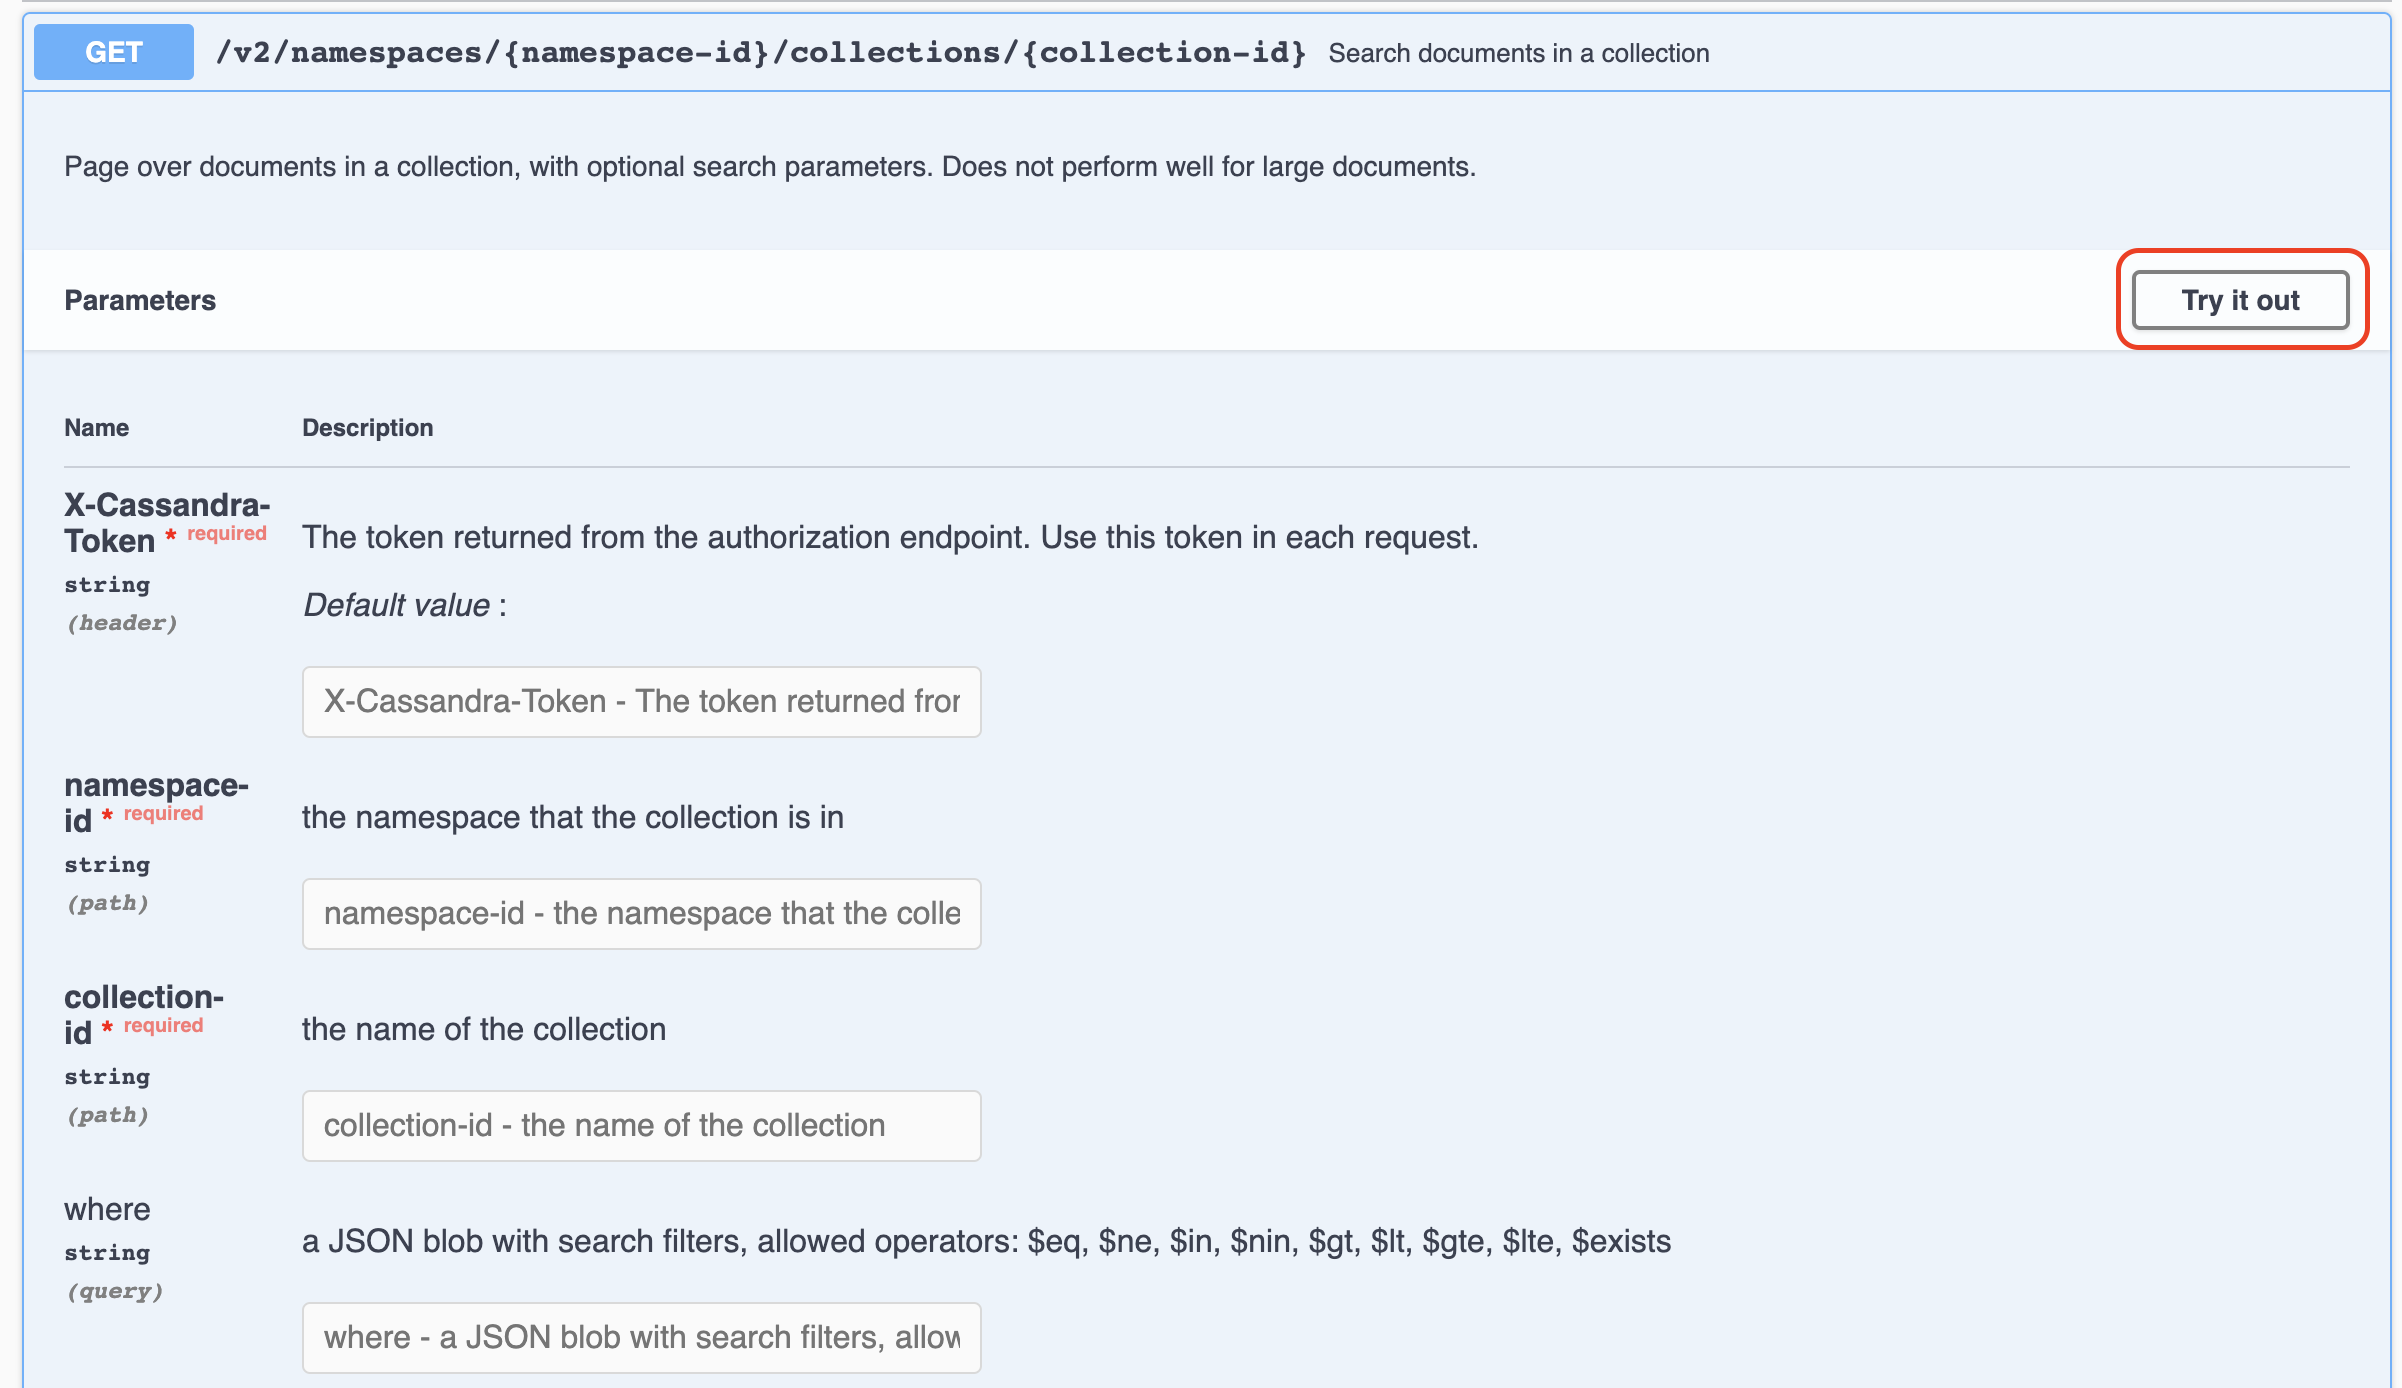 GET /v2/namespaces/{namespace-id}/collections/{collection-id} Search documents in a collection
Page over documents in a collection, with optional search parameters. Does not perform well for large documents.
Parameters
Try it out
Name Description
X-Cassandra-
Token * required
string
(header)
The token returned from the authorization endpoint. Use this token in each request.
Default value :
X-Cassandra-Token - The token returned fror
namespace-
id * required
string
(path)
the namespace that the collection is in
namespace-id - the namespace that the colle
collection-
id * required
string
(path)
the name of the collection
collection-id - the name of the collection
where
string
(query)
a JSON blob with search filters, allowed operators: $eq, $ne, $in, $nin, $gt, $lt, $gte, $lte, $exists
where - a JSON blob with search filters, allow